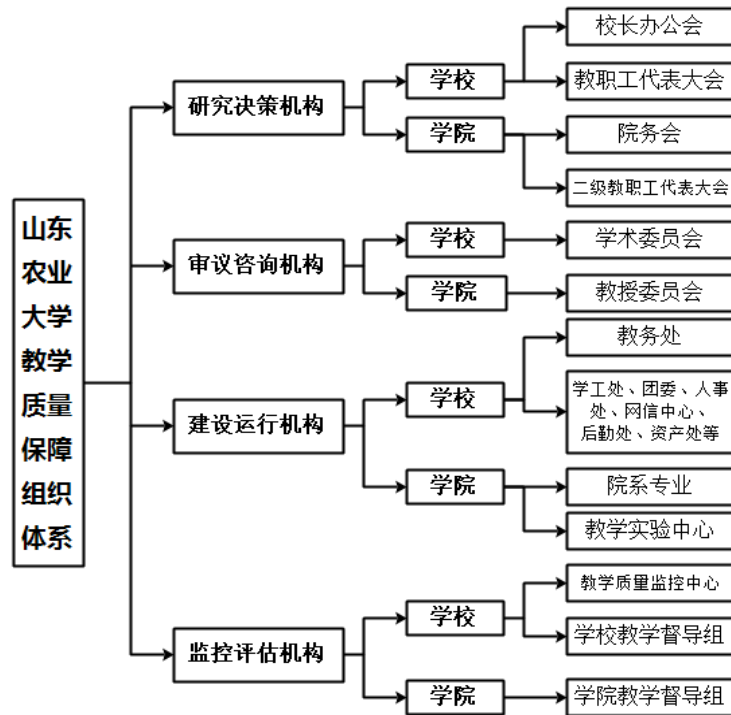 山东
农业
大学
教学
质量
保障
组织
体系
研究决策机构
学校
校长办公会
教职工代表大会
学院
院务会
二级教职工代表大会
审议咨询机构
学校
学术委员会
学院
教授委员会
建设运行机构
学校
教务处
学工处、团委、人事
处、网信中心、
后勤处、资产处等
学院
院系专业
教学实验中心
监控评估机构
学校
教学质量监控中心
学校教学督导组
学院
学院教学督导组